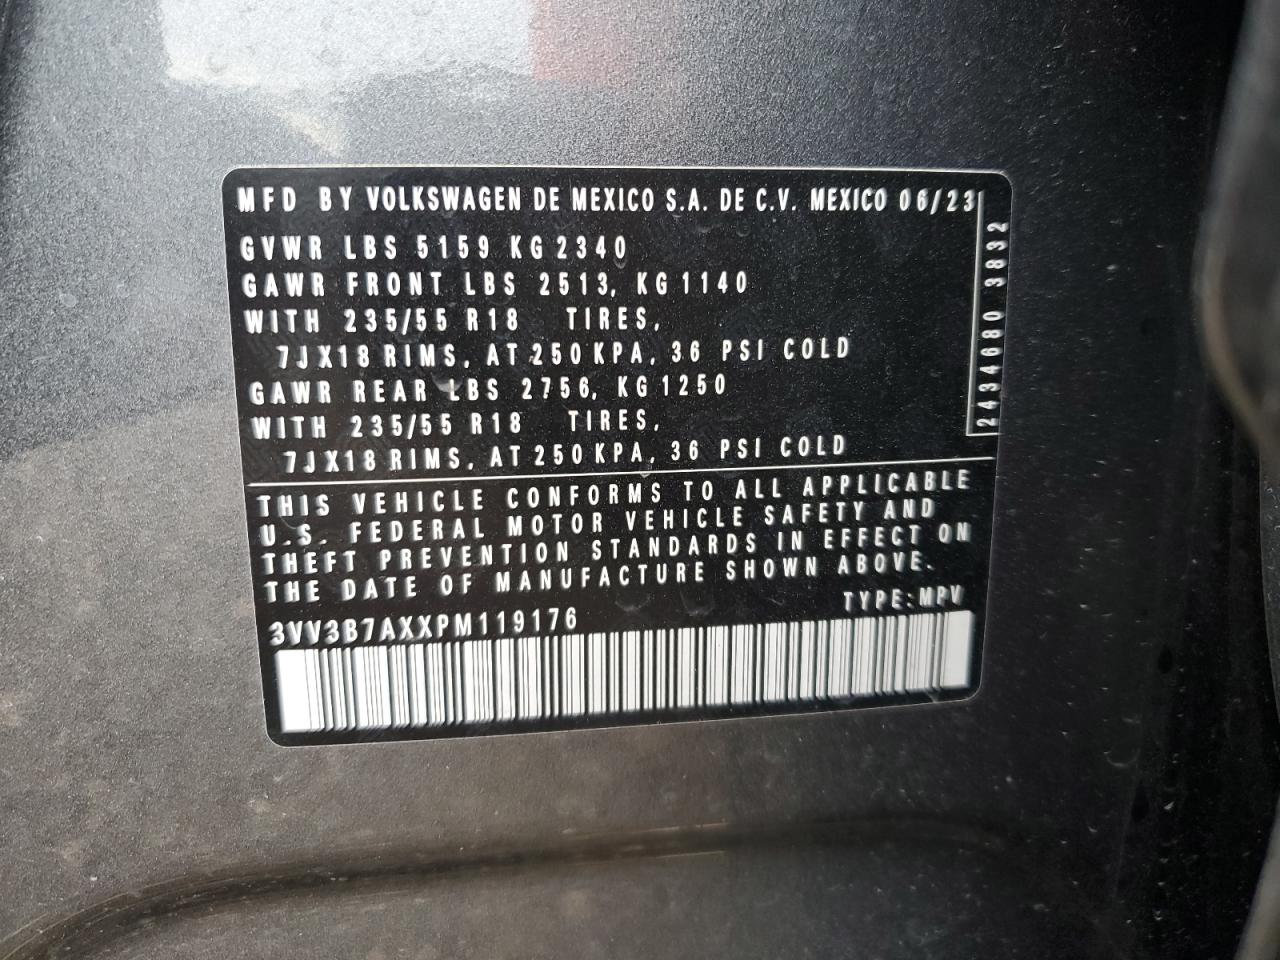 MFD BY VOLKSWAGEN DE MEXICO S.A. DE C.V. MEXICO 06/23
GVWR LBS 5159 KG 2340
GAWR FRONT LBS 2513, KG 1140
WITH 235/55 R18 TIRES,
7JX18 RIMS, AT 250 KPA, 36 PSI COLD
GAWR REAR LBS 2756, KG 1250
WITH 235/55 R18 TIRES,
7JX18 RIMS, AT 250 KPA, 36 PSI COLD
2434680 3832
THIS VEHICLE CONFORMS TO ALL APPLICABLE
U.S. FEDERAL MOTOR VEHICLE SAFETY AND
THEFT PREVENTION STANDARDS IN EFFECT ON
THE DATE OF MANUFACTURE SHOWN ABOVE.
TYPE: MPV
3VV3B7AXXPM119176